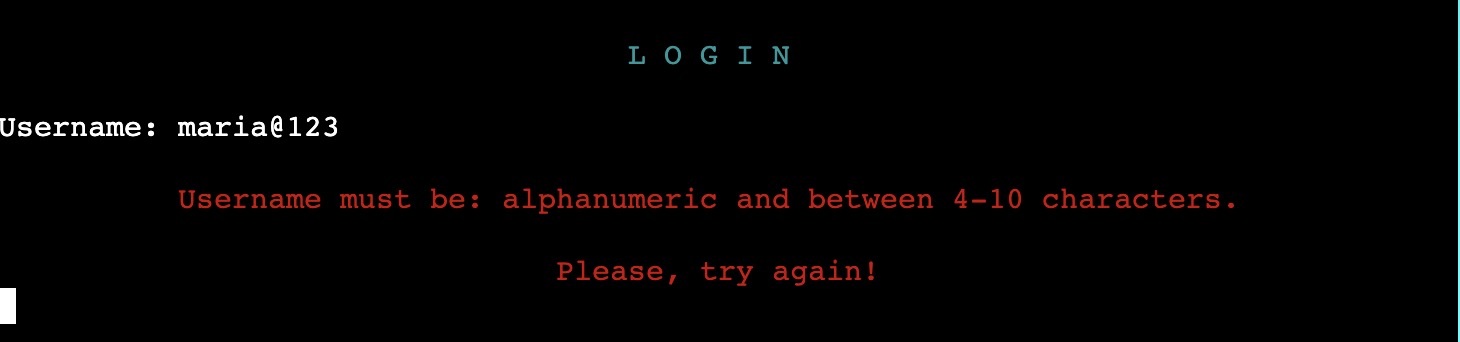 L O G I N
Username: maria@123
Username must be: alphanumeric and between 4-10 characters.
Please, try again!